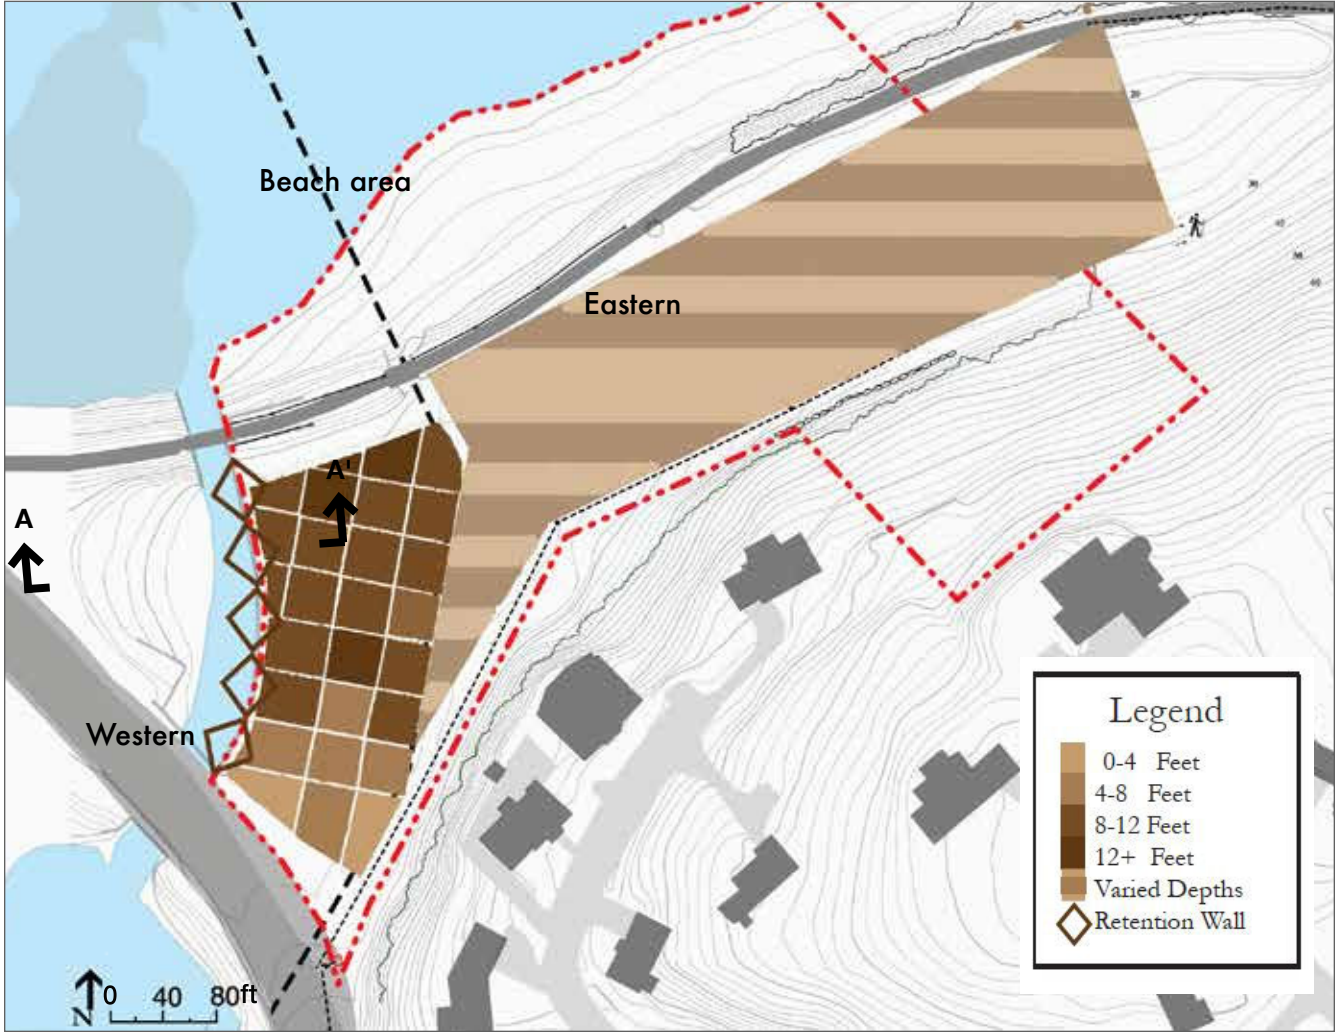 Beach area
Eastern
A'
A
Western
Legend
0-4 Feet
4-8 Feet
8-12 Feet
12+ Feet
Varied Depths
Retention Wall
N
0 40 80ft
20